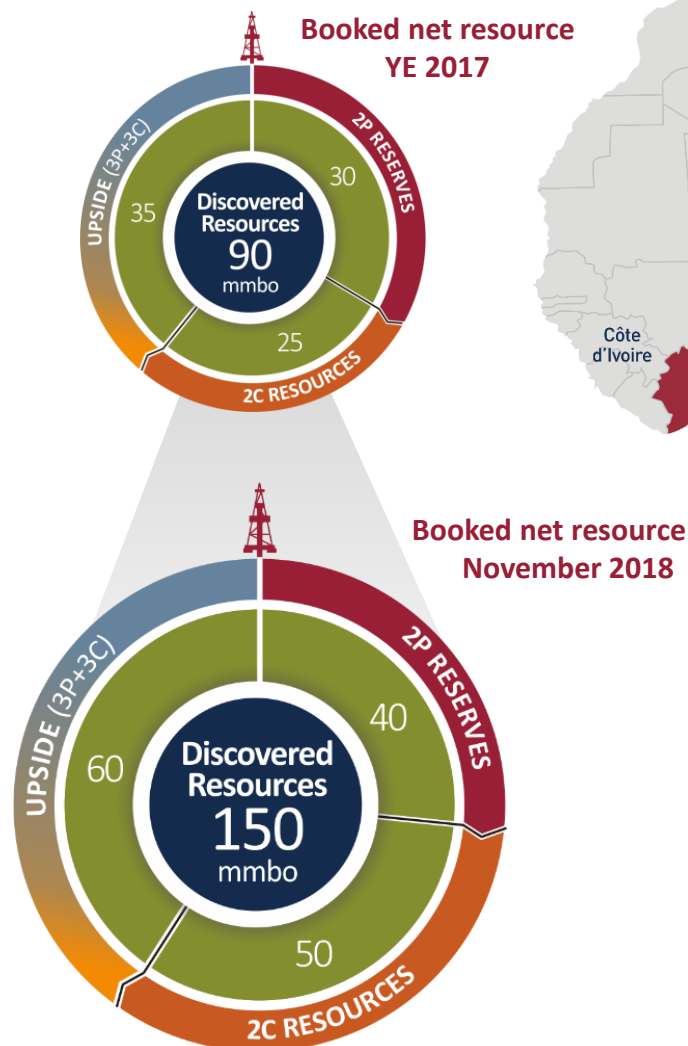 Booked net resource
YE 2017
UPSIDE (3P+3C)
2P RESERVES
35
30
Discovered
Resources
90
mmbo
25
2C RESOURCES
Côte
d'Ivoire
Booked net resource
November 2018
UPSIDE (3P+3C)
2P RESERVES
60
40
Discovered
Resources
150
mmbo
50
2C RESOURCES